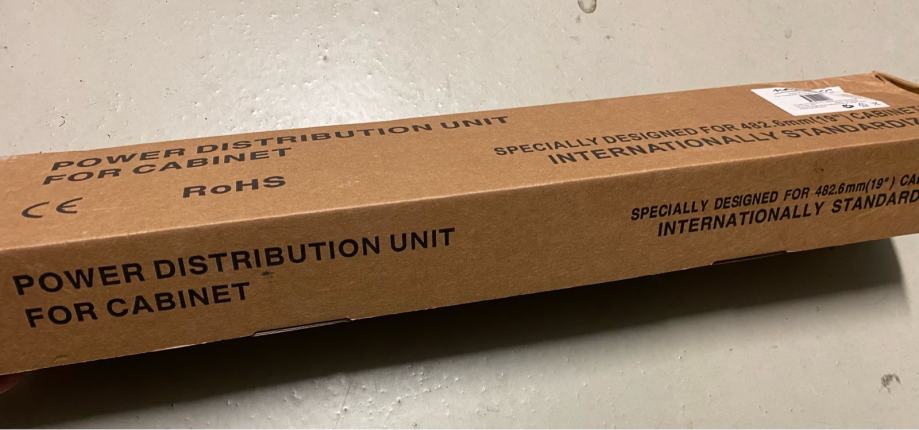 POWER DISTRIBUTION UNIT
FOR CABINET
CE
RoHS
SPECIALLY DESIGNED FOR 482.6mm(19") CABINET
INTERNATIONALLY STANDARDI
POWER DISTRIBUTION UNIT
FOR CABINET
SPECIALLY DESIGNED FOR 482.6mm(19") CA
INTERNATIONALLY STANDARD